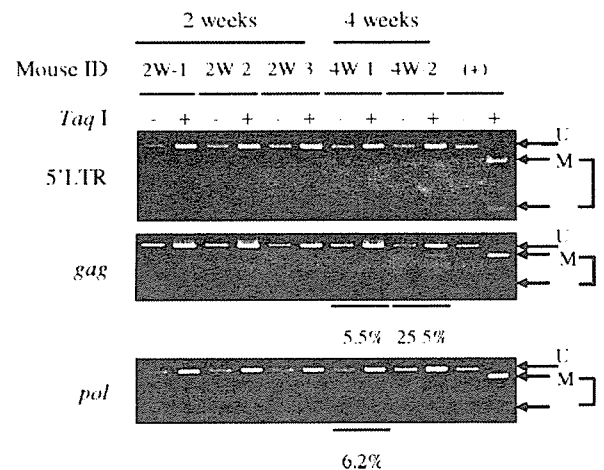 2 weeks 4 weeks
Mouse ID 2W-1 2W 2 2W 3 4W 1 4W 2 (+)
Taq I - + - + - + - + - + - +
5'LTR U M
gag U M
5.5% 25 5%
pol U M
6.2%